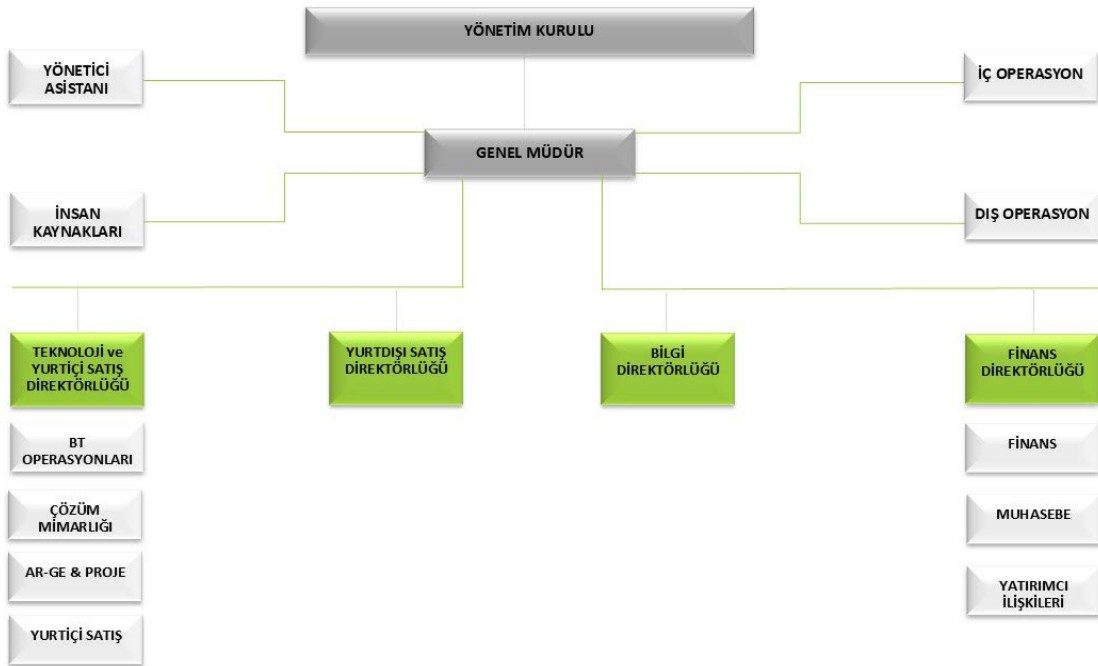 YÖNETİM KURULU
YÖNETİCİ
ASİSTANI
İÇ OPERASYON
GENEL MÜDÜR
İNSAN
KAYNAKLARI
DIŞ OPERASYON
TEKNOLOJİ ve
YURTİÇİ SATIŞ
DİREKTÖRLÜĞÜ
YURTDIŞI SATIŞ
DİREKTÖRLÜĞÜ
BİLGİ
DİREKTÖRLÜĞÜ
FİNANS
DİREKTÖRLÜĞÜ
BT
OPERASYONLARI
ÇÖZÜM
MİMARLIĞI
AR-GE & PROJE
YURTİÇİ SATIŞ
FİNANS
MUHASEBE
YATIRIMCI
İLİŞKİLERİ